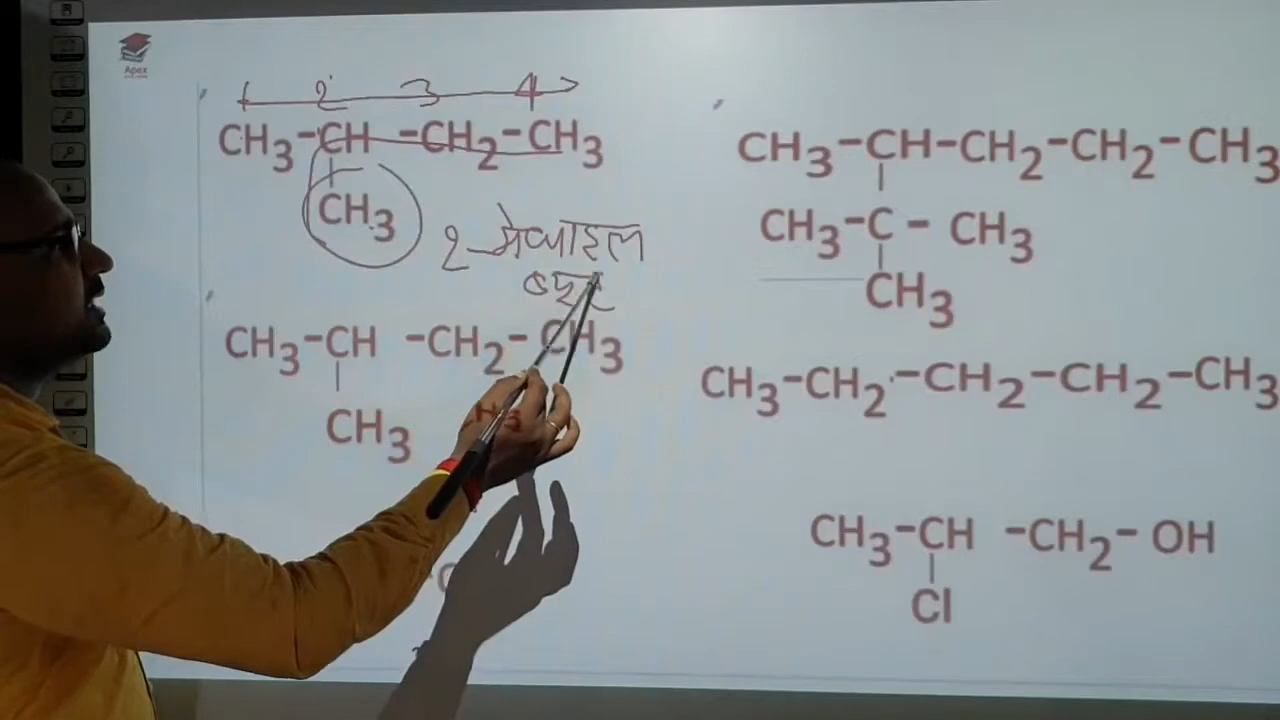 Apex
1 2 3 4
CH3-CH -CH2-CH3
CH3
2-मेथाइल
CH3-CH -CH2-CH3
CH3
CH3-CH-CH2-CH2-CH3
CH3-C- CH3
CH3
CH3-CH2-CH2-CH2-CH3
CH3-CH -CH2- OH
Cl